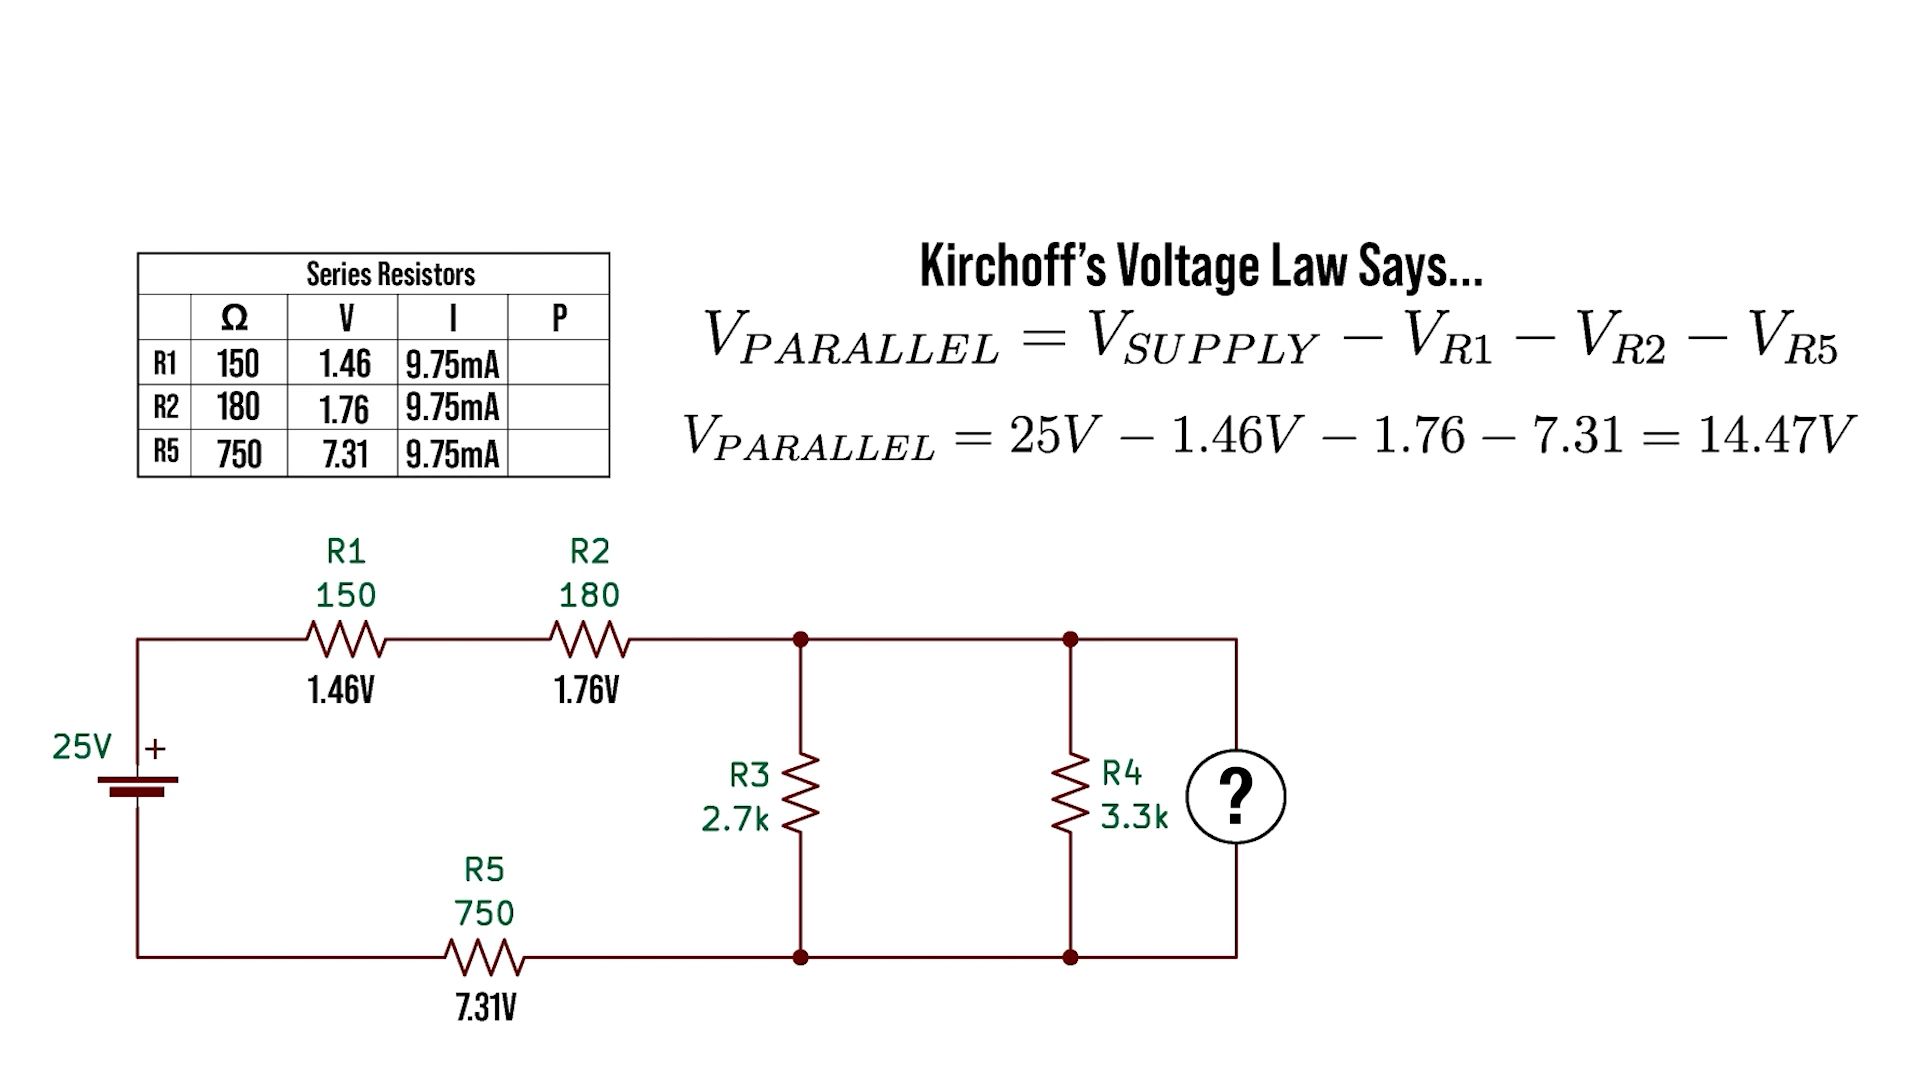 Series Resistors
Ω V I P
R1 150 1.46 9.75mA
R2 180 1.76 9.75mA
R5 750 7.31 9.75mA
Kirchoff's Voltage Law Says...
V_PARALLEL = V_SUPPLY − V_R1 − V_R2 − V_R5
V_PARALLEL = 25V − 1.46V − 1.76 − 7.31 = 14.47V
R1
150
1.46V
R2
180
1.76V
25V +
R3
2.7k
R4
3.3k
?
R5
750
7.31V